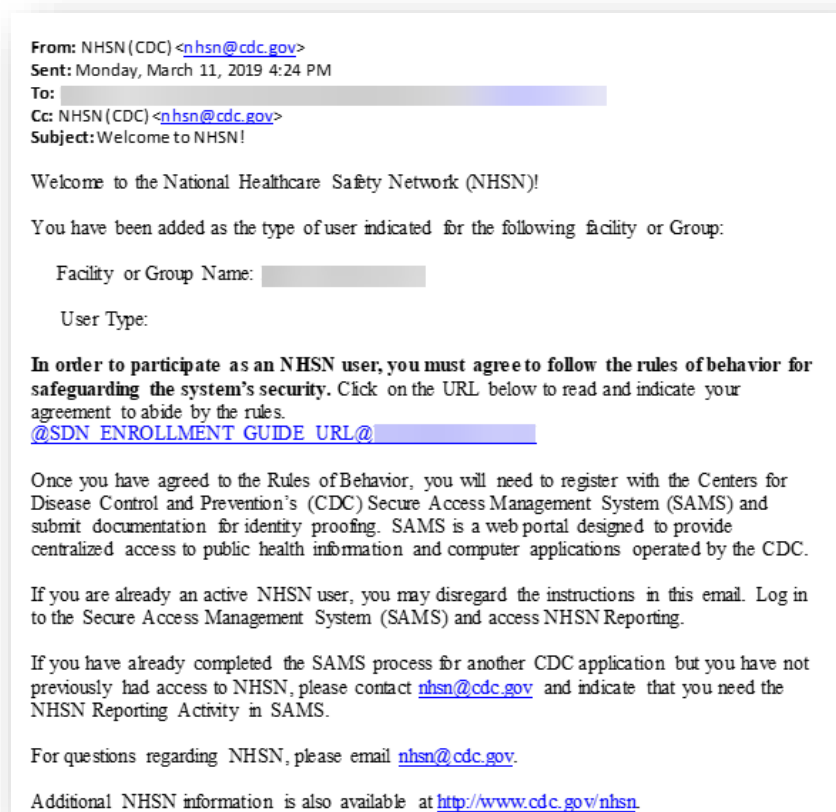 From: NHSN (CDC) <nhsn@cdc.gov>
Sent: Monday, March 11, 2019 4:24 PM
To:
Cc: NHSN (CDC) <nhsn@cdc.gov>
Subject: Welcome to NHSN!
Welcome to the National Healthcare Safety Network (NHSN)!
You have been added as the type of user indicated for the following facility or Group:
Facility or Group Name:
User Type:
In order to participate as an NHSN user, you must agree to follow the rules of behavior for
safeguarding the system's security. Click on the URL below to read and indicate your
agreement to abide by the rules.
@SDN_ENROLLMENT_GUIDE_URL@
Once you have agreed to the Rules of Behavior, you will need to register with the Centers for
Disease Control and Prevention's (CDC) Secure Access Management System (SAMS) and
submit documentation for identity proofing. SAMS is a web portal designed to provide
centralized access to public health information and computer applications operated by the CDC.
If you are already an active NHSN user, you may disregard the instructions in this email. Log in
to the Secure Access Management System (SAMS) and access NHSN Reporting.
If you have already completed the SAMS process for another CDC application but you have not
previously had access to NHSN, please contact nhsn@cdc.gov and indicate that you need the
NHSN Reporting Activity in SAMS.
For questions regarding NHSN, please email nhsn@cdc.gov.
Additional NHSN information is also available at http://www.cdc.gov/nhsn.